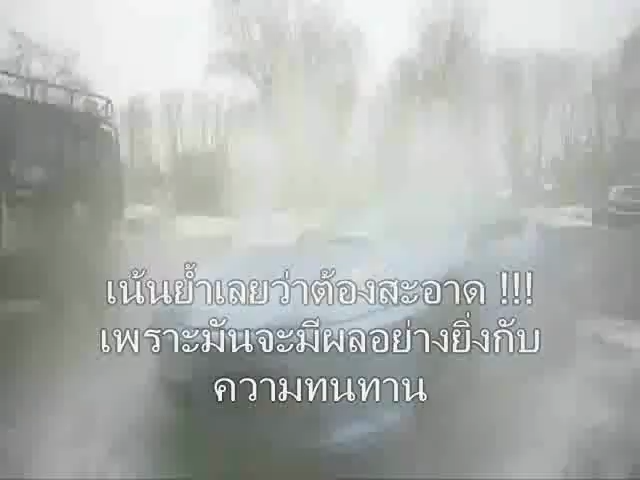 เน้นย้ำเลยว่าต้องสะอาด !!!
เพราะมันจะมีผลอย่างยิ่งกับ
ความทนทาน